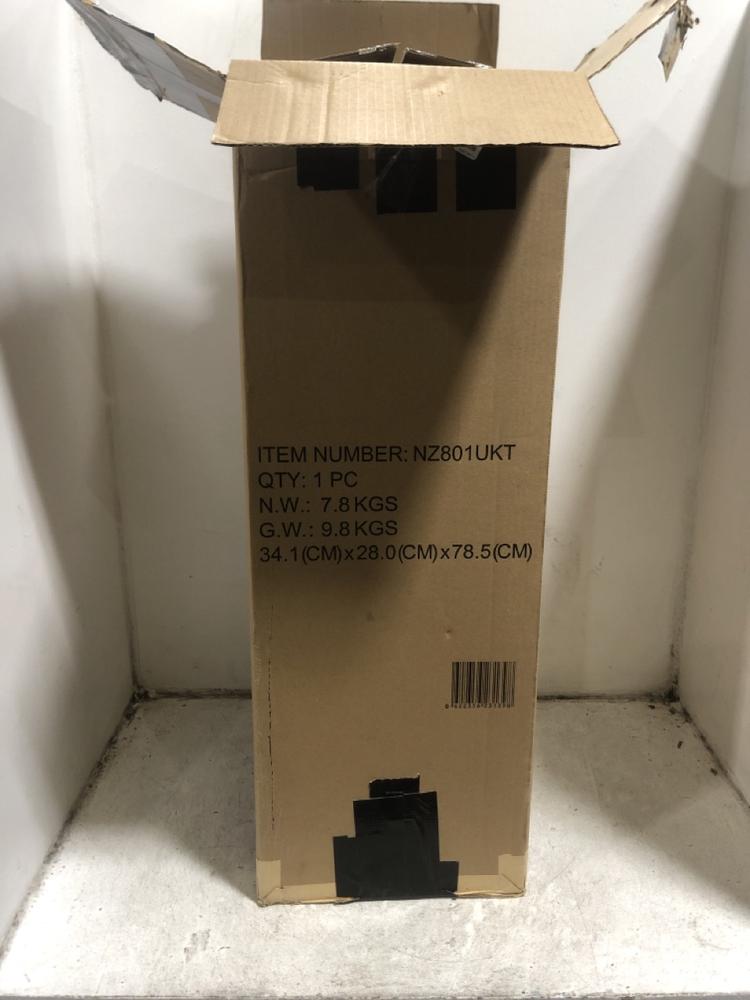 ITEM NUMBER: NZ801UKT
QTY: 1 PC
N.W.: 7.8 KGS
G.W.: 9.8 KGS
34.1(CM)x28.0(CM)x78.5(CM)